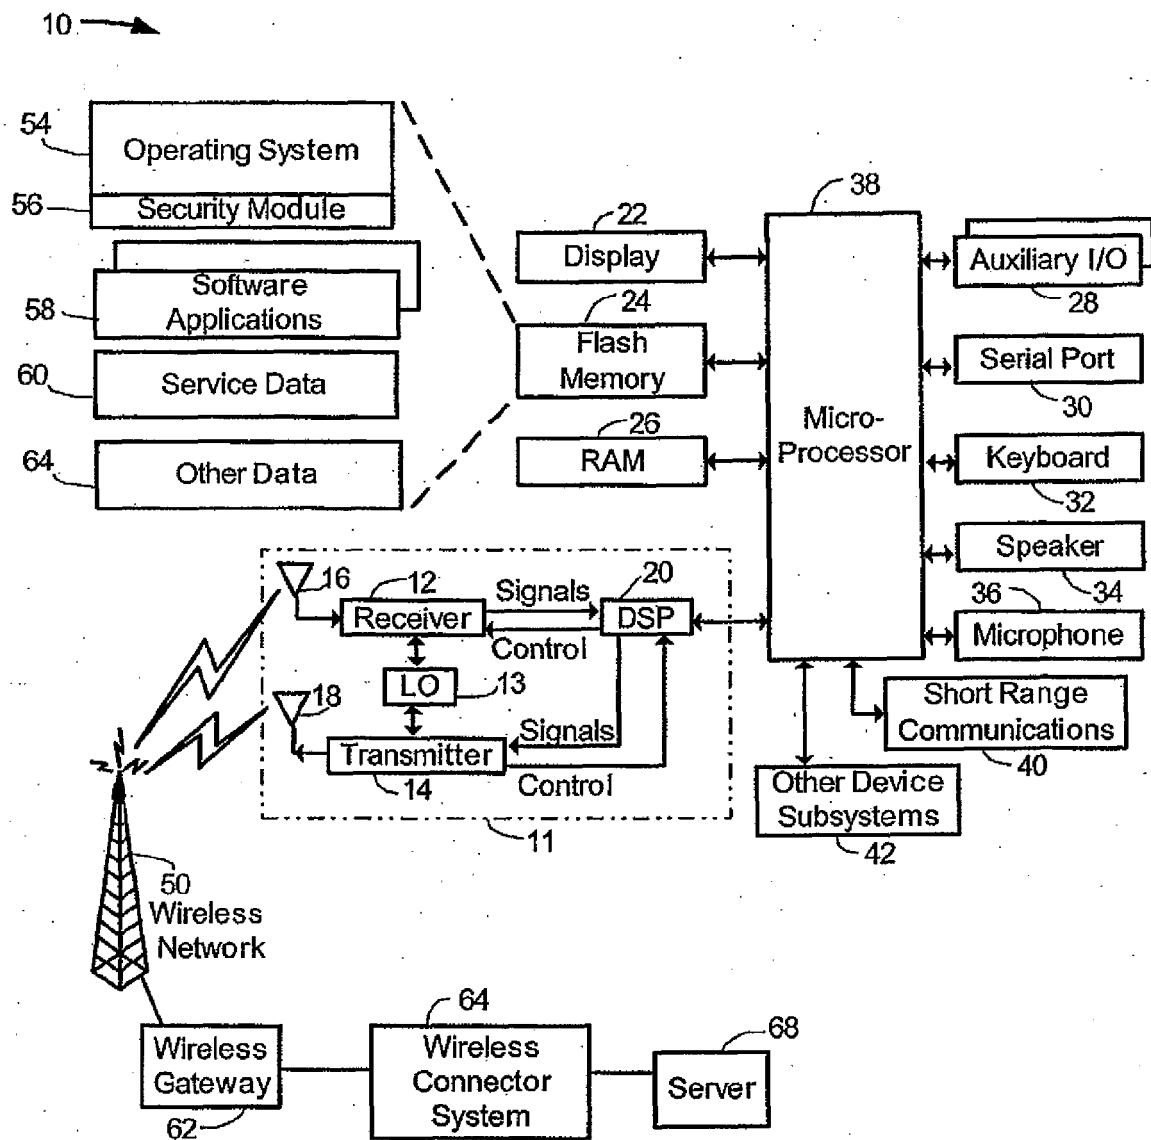 10
54
Operating System
56
Security Module
58
Software
Applications
60
Service Data
64
Other Data
22
Display
24
Flash
Memory
26
RAM
38
Micro-
Processor
Auxiliary I/O
28
Serial Port
30
Keyboard
32
Speaker
34
36
Microphone
Short Range
Communications
40
Other Device
Subsystems
42
16
12
Receiver
Signals
Control
20
DSP
LO
13
18
Transmitter
14
Signals
Control
11
50
Wireless
Network
Wireless
Gateway
62
64
Wireless
Connector
System
68
Server